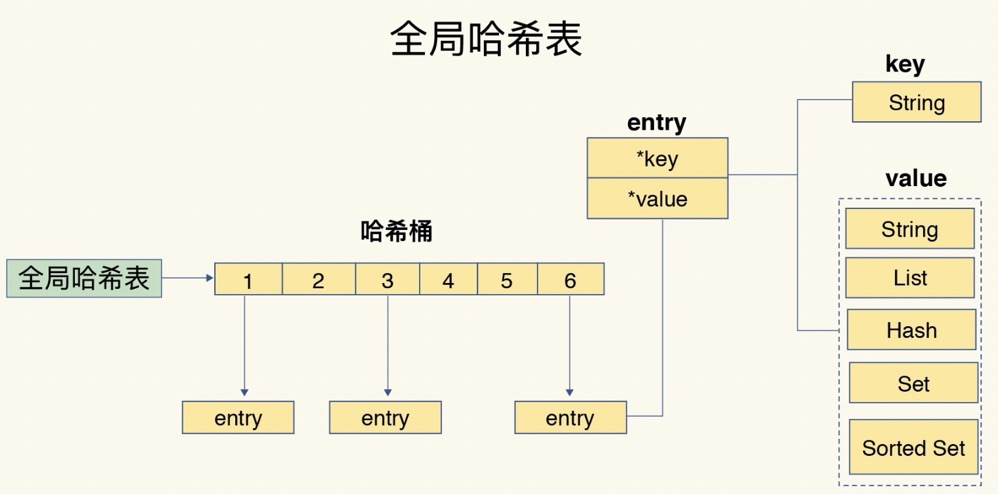 全局哈希表
key
String
entry
*key
*value
value
String
List
Hash
Set
Sorted Set
哈希桶
全局哈希表
1 2 3 4 5 6
entry entry entry